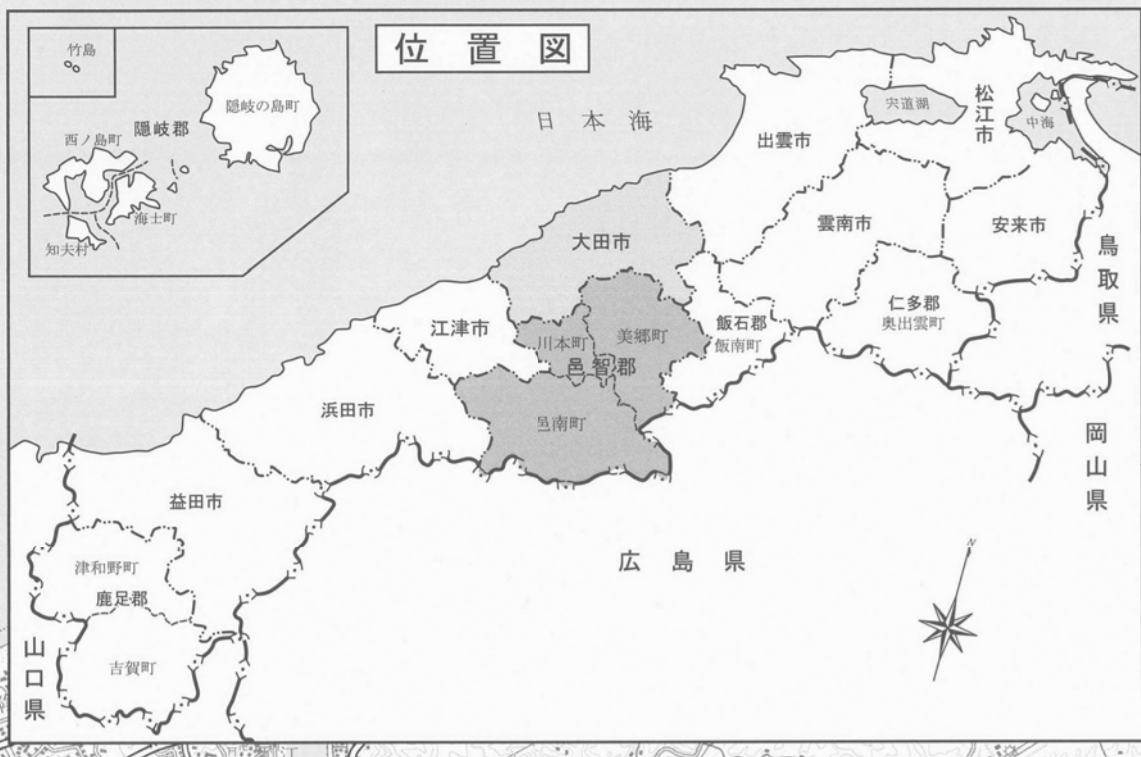 位置図
竹島
隠岐の島町
隠岐郡
西ノ島町
海士町
知夫村
日本海
宍道湖
松江市
中海
出雲市
雲南市
安来市
鳥取県
大田市
仁多郡
奥出雲町
飯石郡
飯南町
江津市
川本町
美郷町
邑智郡
邑南町
浜田市
岡山県
益田市
広島県
津和野町
鹿足郡
吉賀町
山口県
N